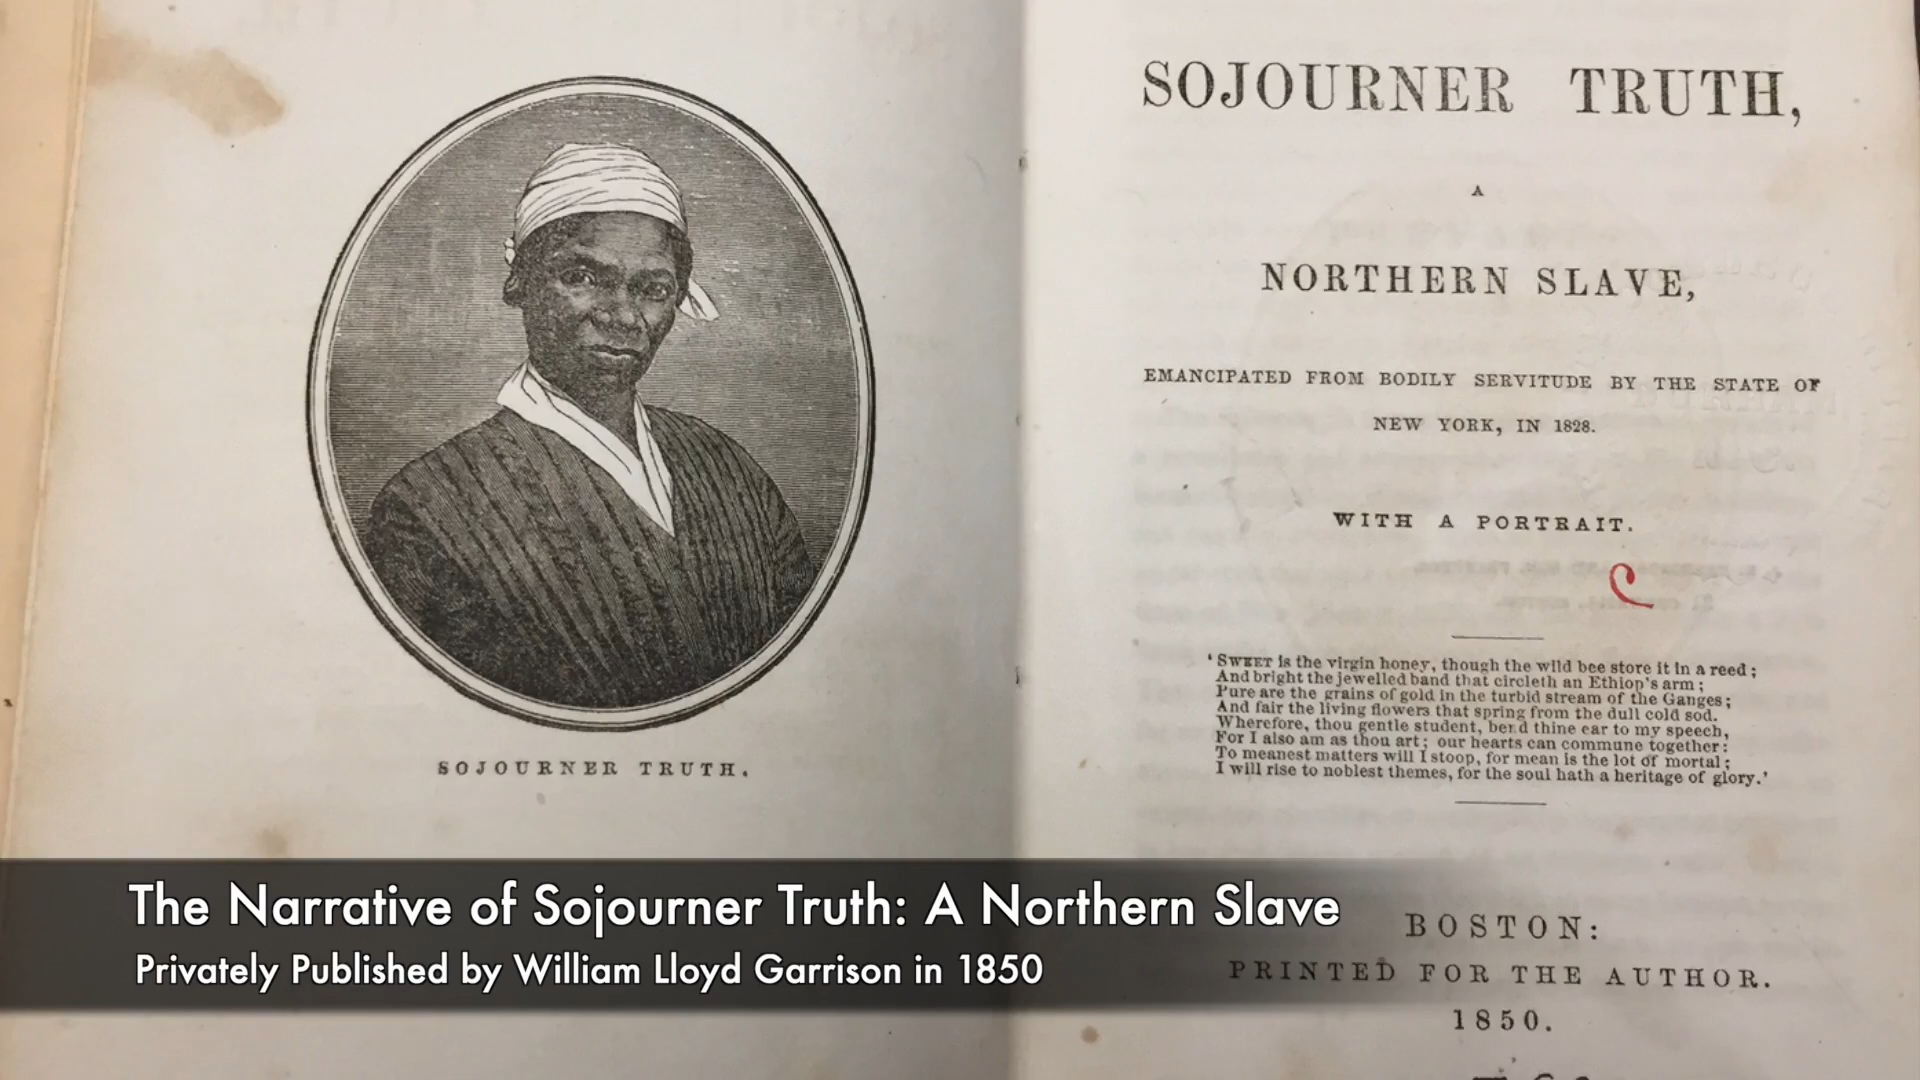 SOJOURNER TRUTH.
SOJOURNER TRUTH,
A
NORTHERN SLAVE,
EMANCIPATED FROM BODILY SERVITUDE BY THE STATE OF
NEW YORK, IN 1828.
WITH A PORTRAIT.
'SWEET is the virgin honey, though the wild bee store it in a reed;
And bright the jewelled band that circleth an Ethiop's arm;
Pure are the grains of gold in the turbid stream of the Ganges;
And fair the living flowers that spring from the dull cold sod.
Wherefore, thou gentle student, bend thine ear to my speech,
For I also am as thou art; our hearts can commune together:
To meanest matters will I stoop, for mean is the lot of mortal;
I will rise to noblest themes, for the soul hath a heritage of glory.'
BOSTON:
PRINTED FOR THE AUTHOR.
1850.
The Narrative of Sojourner Truth: A Northern Slave
Privately Published by William Lloyd Garrison in 1850